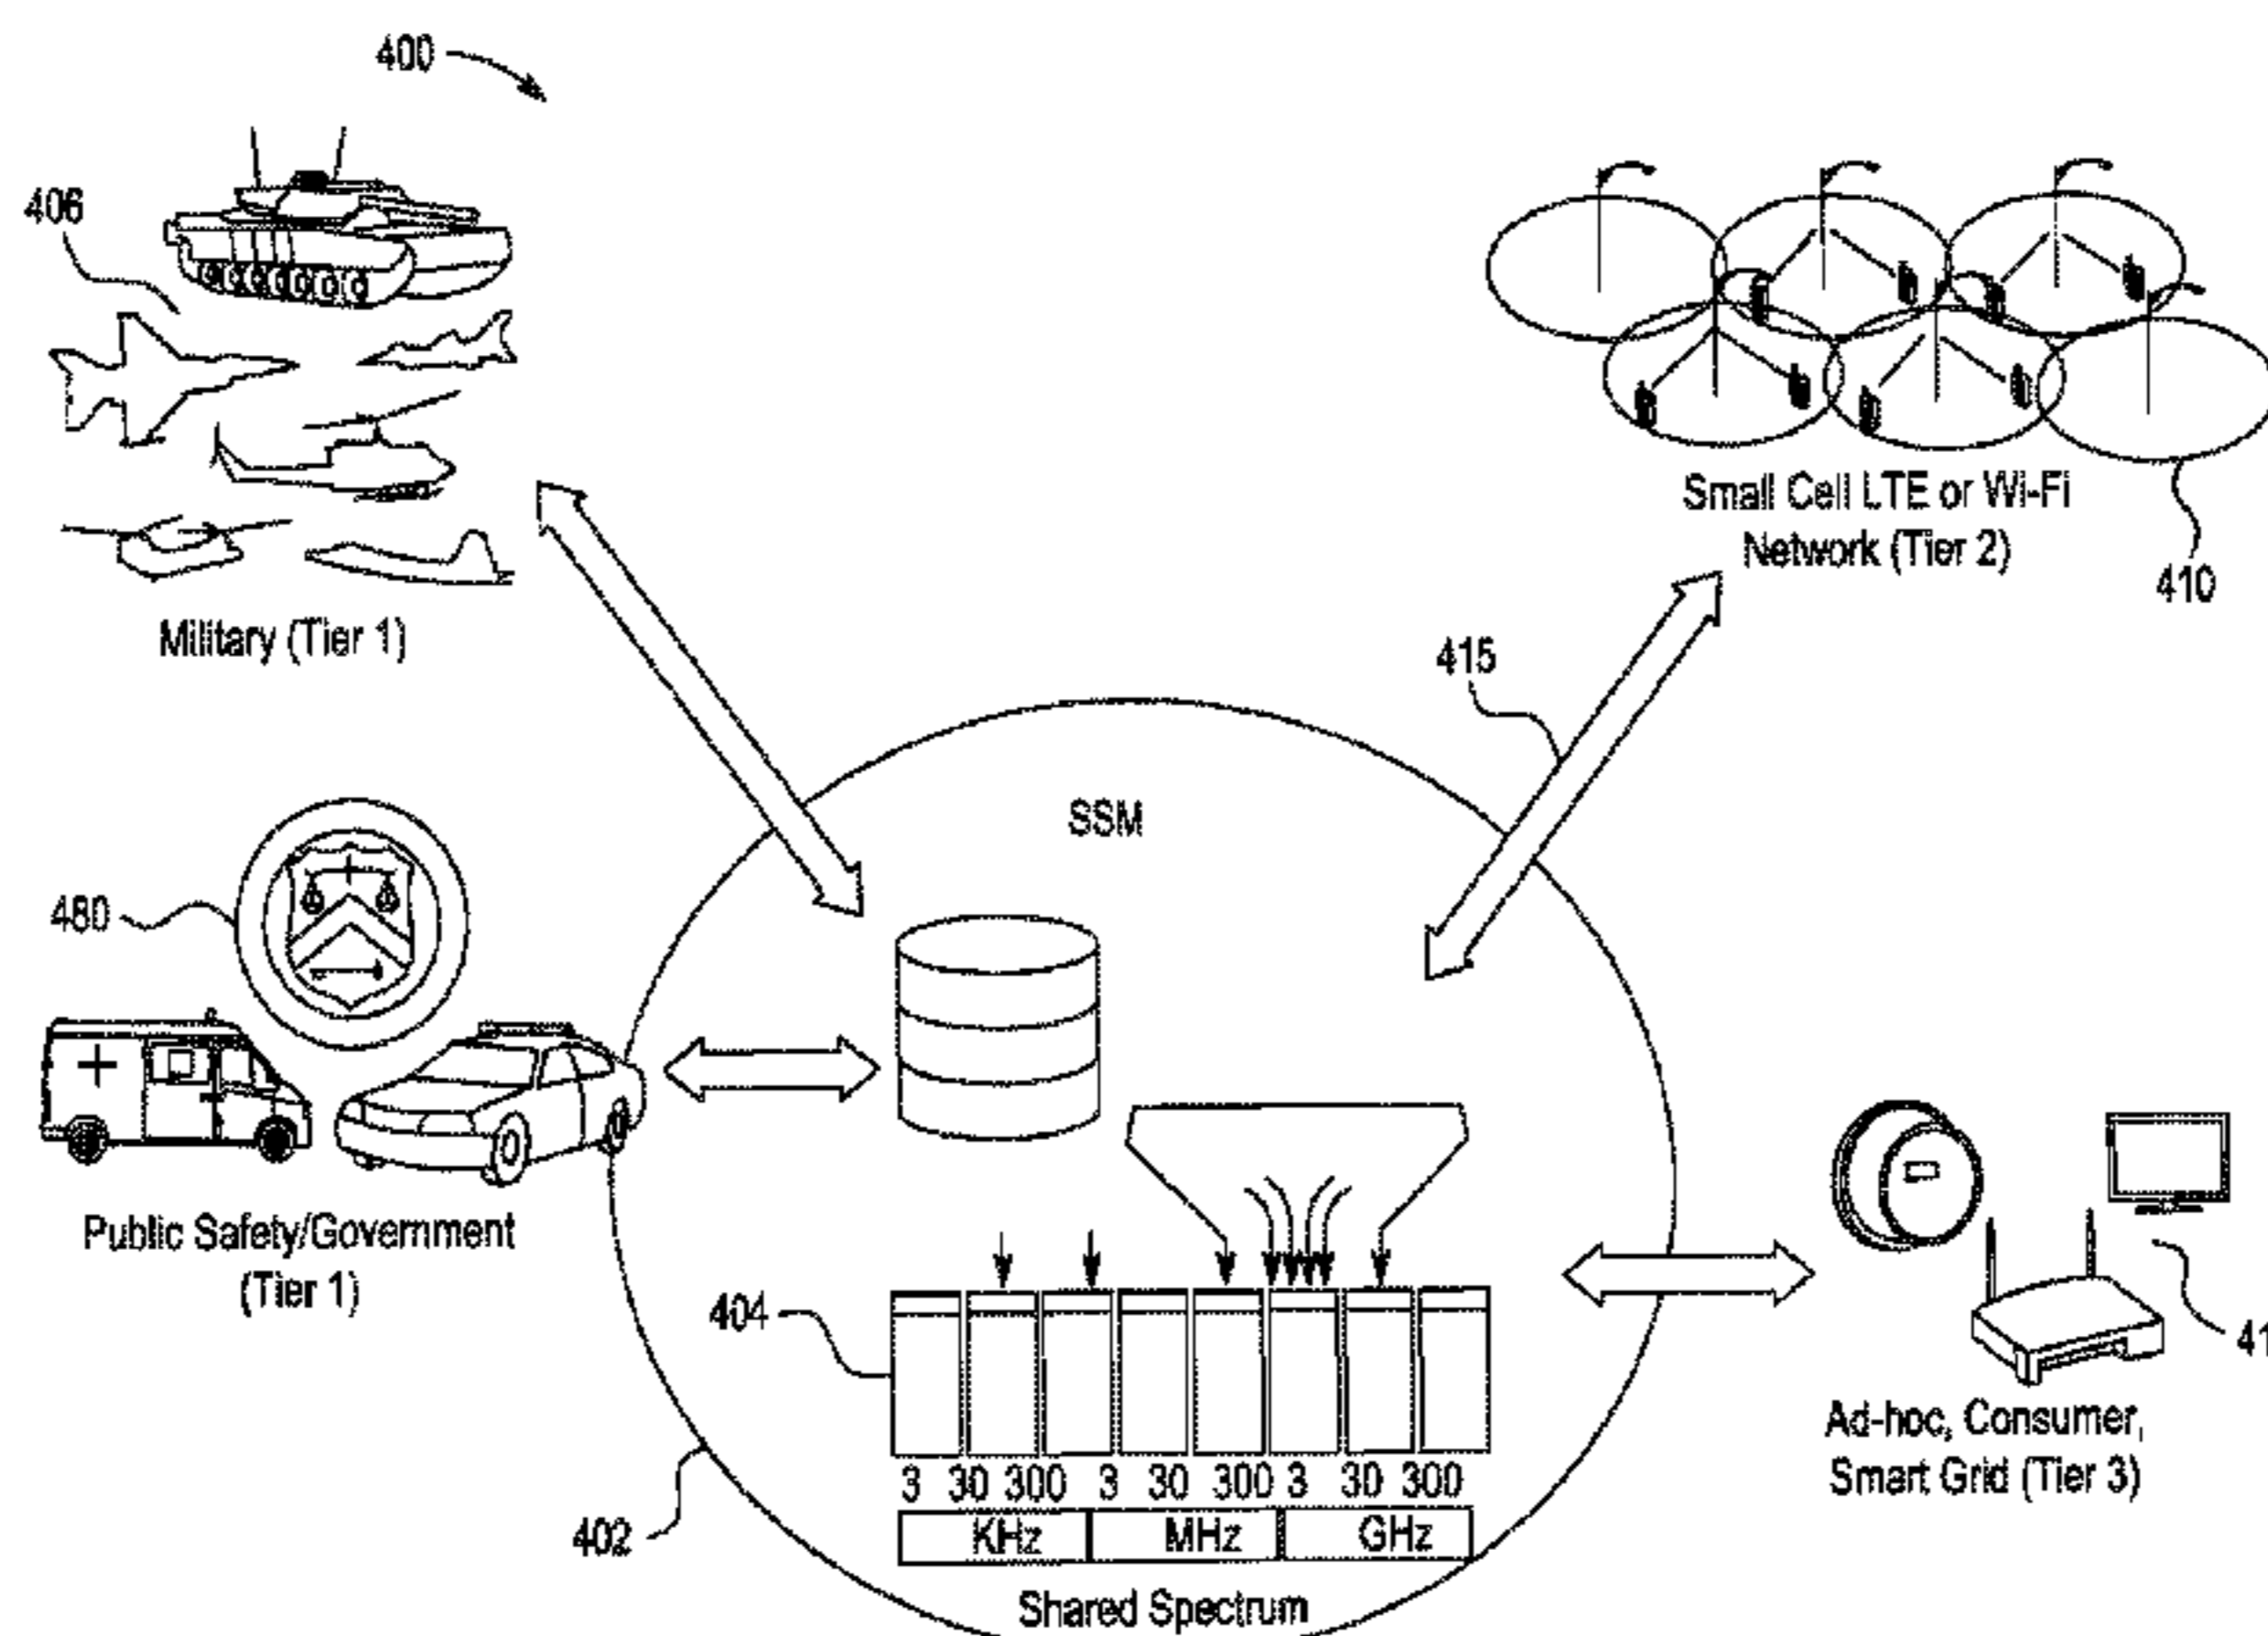 400
406
Military (Tier 1)
Small Cell LTE or Wi-Fi
Network (Tier 2)
410
415
SSM
480
Public Safety/Government
(Tier 1)
404
3 30 300 3 30 300 3 30 300
KHz MHz GHz
402
Shared Spectrum
41
Ad-hoc, Consumer,
Smart Grid (Tier 3)